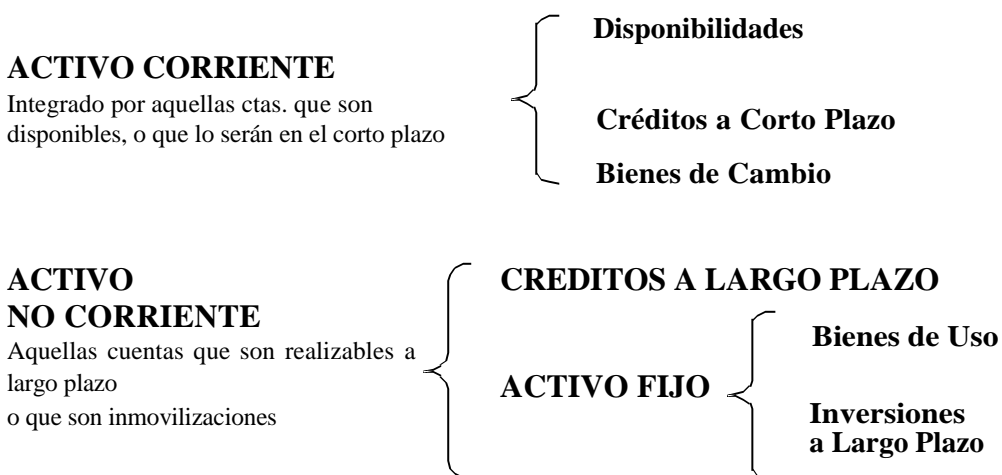 ACTIVO CORRIENTE
Integrado por aquellas ctas. que son
disponibles, o que lo serán en el corto plazo
Disponibilidades
Créditos a Corto Plazo
Bienes de Cambio
ACTIVO
NO CORRIENTE
Aquellas cuentas que son realizables a
largo plazo
o que son inmovilizaciones
CREDITOS A LARGO PLAZO
ACTIVO FIJO
Bienes de Uso
Inversiones
a Largo Plazo